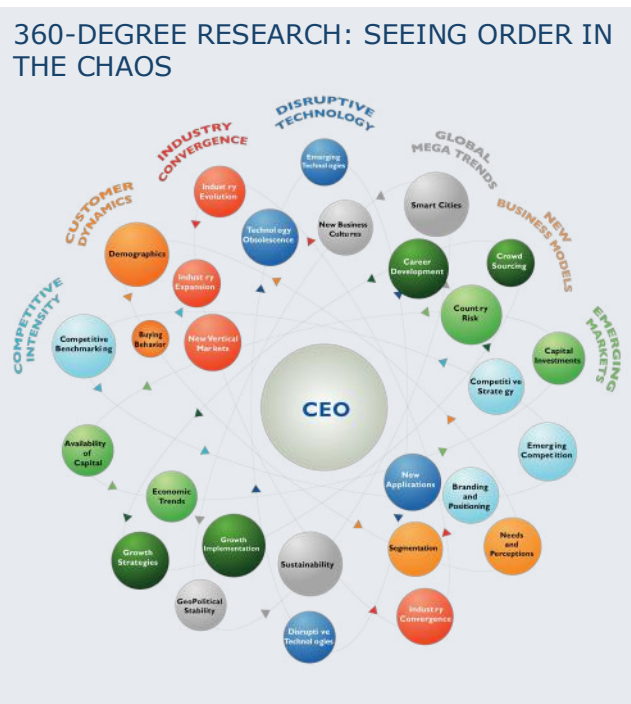 360-DEGREE RESEARCH: SEEING ORDER IN
THE CHAOS
DISRUPTIVE
TECHNOLOGY
INDUSTRY
CONVERGENCE
GLOBAL
MEGA TRENDS
CUSTOMER
DYNAMICS
NEW
BUSINESS MODELS
COMPETITIVE
INTENSITY
EMERGING
MARKETS
Emerging
Technologies
Industry
Evolution
Smart Cities
Technology
Obsolescence
New Business
Cultures
Demographics
Career
Development
Crowd
Sourcing
Industry
Expansion
Country
Risk
Competitive
Benchmarking
Buying
Behavior
New Vertical
Markets
Capital
Investments
Competitive
Strategy
CEO
Availability
of
Capital
Emerging
Competition
New
Applications
Economic
Trends
Branding
and
Positioning
Growth
Strategies
Growth
Implementation
Sustainability
Segmentation
Needs
and
Perceptions
GeoPolitical
Stability
Industry
Convergence
Disruptive
Technologies